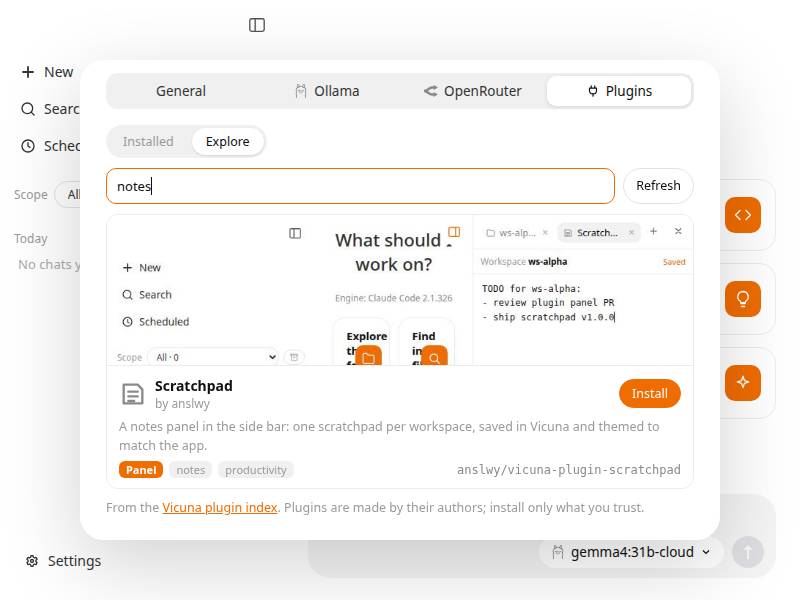 New
Searc
Sched
Scope All
Today
No chats y
Settings
General
Ollama
OpenRouter
Plugins
Installed
Explore
notes
Refresh
New
Search
Scheduled
Scope All · 0
What should
work on?
Engine: Claude Code 2.1.326
Explore
Find
ws-alp... ×
Scratch... ×
Workspace ws-alpha
Saved
TODO for ws-alpha:
- review plugin panel PR
- ship scratchpad v1.0.0
Scratchpad
by anslwy
Install
A notes panel in the side bar: one scratchpad per workspace, saved in Vicuna and themed to
match the app.
Panel notes productivity
anslwy/vicuna-plugin-scratchpad
From the Vicuna plugin index. Plugins are made by their authors; install only what you trust.
gemma4:31b-cloud